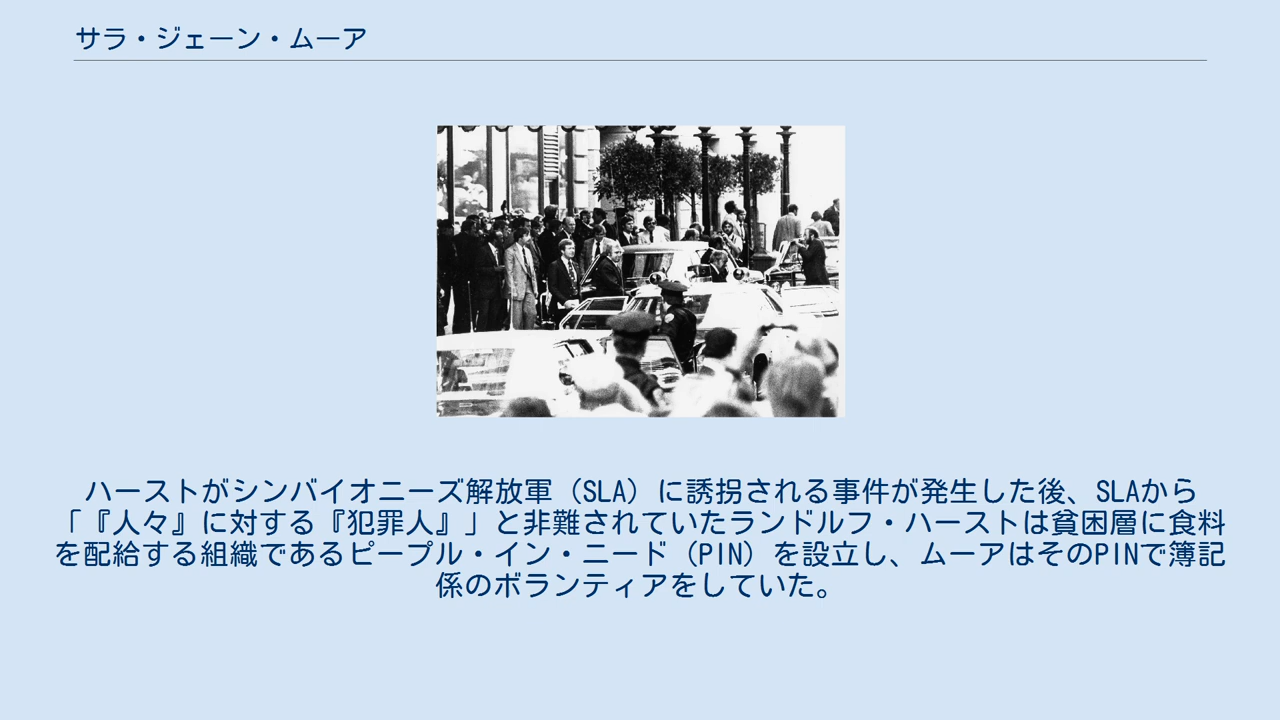 サラ・ジェーン・ムーア
ハーストがシンバイオニーズ解放軍（SLA）に誘拐される事件が発生した後、SLAから
「『人々』に対する『犯罪人』」と非難されていたランドルフ・ハーストは貧困層に食料
を配給する組織であるピープル・イン・ニード（PIN）を設立し、ムーアはそのPINで簿記
係のボランティアをしていた。